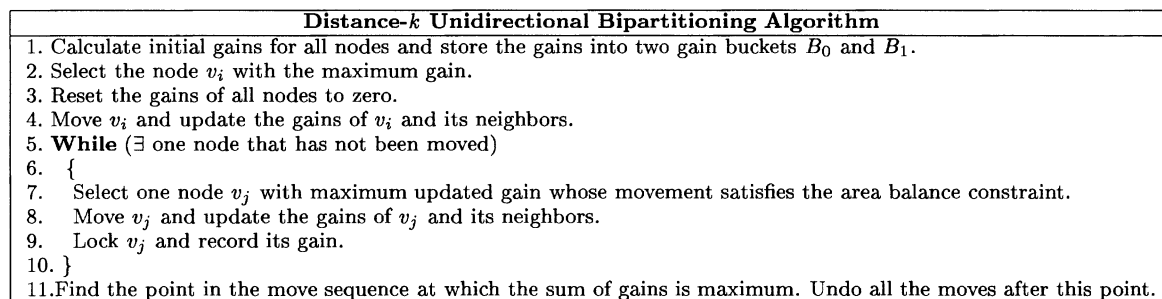 Distance-k Unidirectional Bipartitioning Algorithm
1. Calculate initial gains for all nodes and store the gains into two gain buckets B₀ and B₁.
2. Select the node vᵢ with the maximum gain.
3. Reset the gains of all nodes to zero.
4. Move vᵢ and update the gains of vᵢ and its neighbors.
5. While (∃ one node that has not been moved)
6. {
7. Select one node vⱼ with maximum updated gain whose movement satisfies the area balance constraint.
8. Move vⱼ and update the gains of vⱼ and its neighbors.
9. Lock vⱼ and record its gain.
10. }
11.Find the point in the move sequence at which the sum of gains is maximum. Undo all the moves after this point.